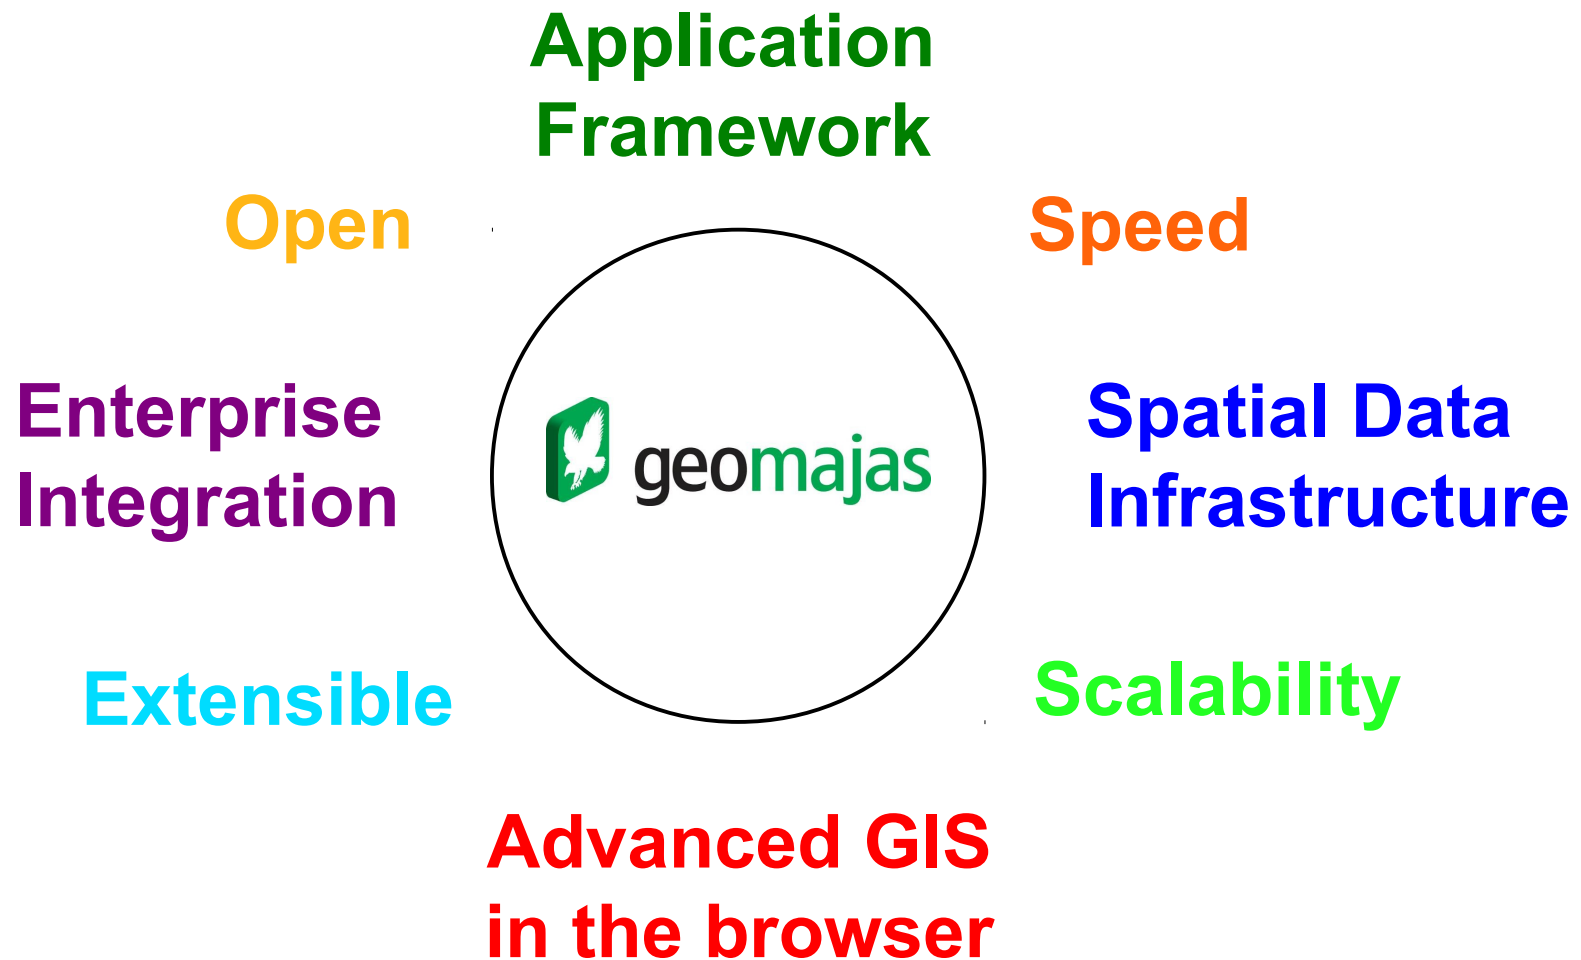 Application
Framework
Open
Speed
Enterprise
Integration
geomajas
Spatial Data
Infrastructure
Extensible
Scalability
Advanced GIS
in the browser